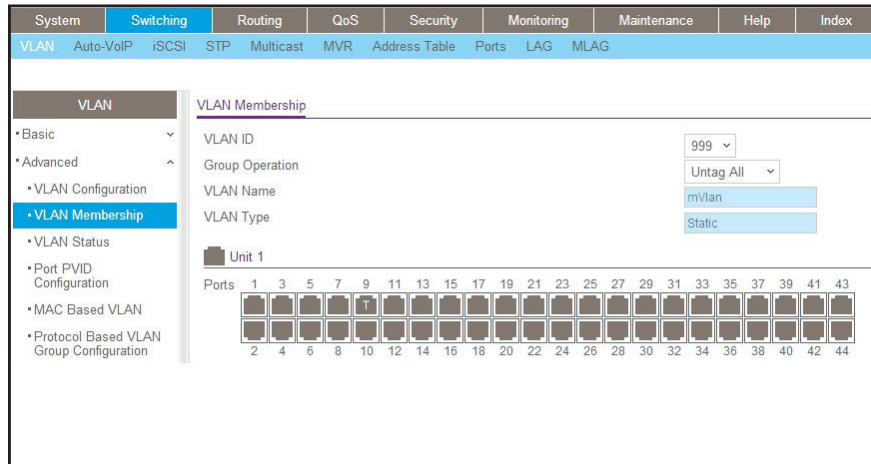 System Switching Routing QoS Security Monitoring Maintenance Help Index
VLAN Auto-VoIP iSCSI STP Multicast MVR Address Table Ports LAG MLAG
VLAN
Basic
Advanced
VLAN Configuration
VLAN Membership
VLAN Status
Port PVID
Configuration
MAC Based VLAN
Protocol Based VLAN
Group Configuration
VLAN Membership
VLAN ID 999
Group Operation Untag All
VLAN Name mVlan
VLAN Type Static
Unit 1
Ports 1 3 5 7 9 11 13 15 17 19 21 23 25 27 29 31 33 35 37 39 41 43
T
2 4 6 8 10 12 14 16 18 20 22 24 26 28 30 32 34 36 38 40 42 44